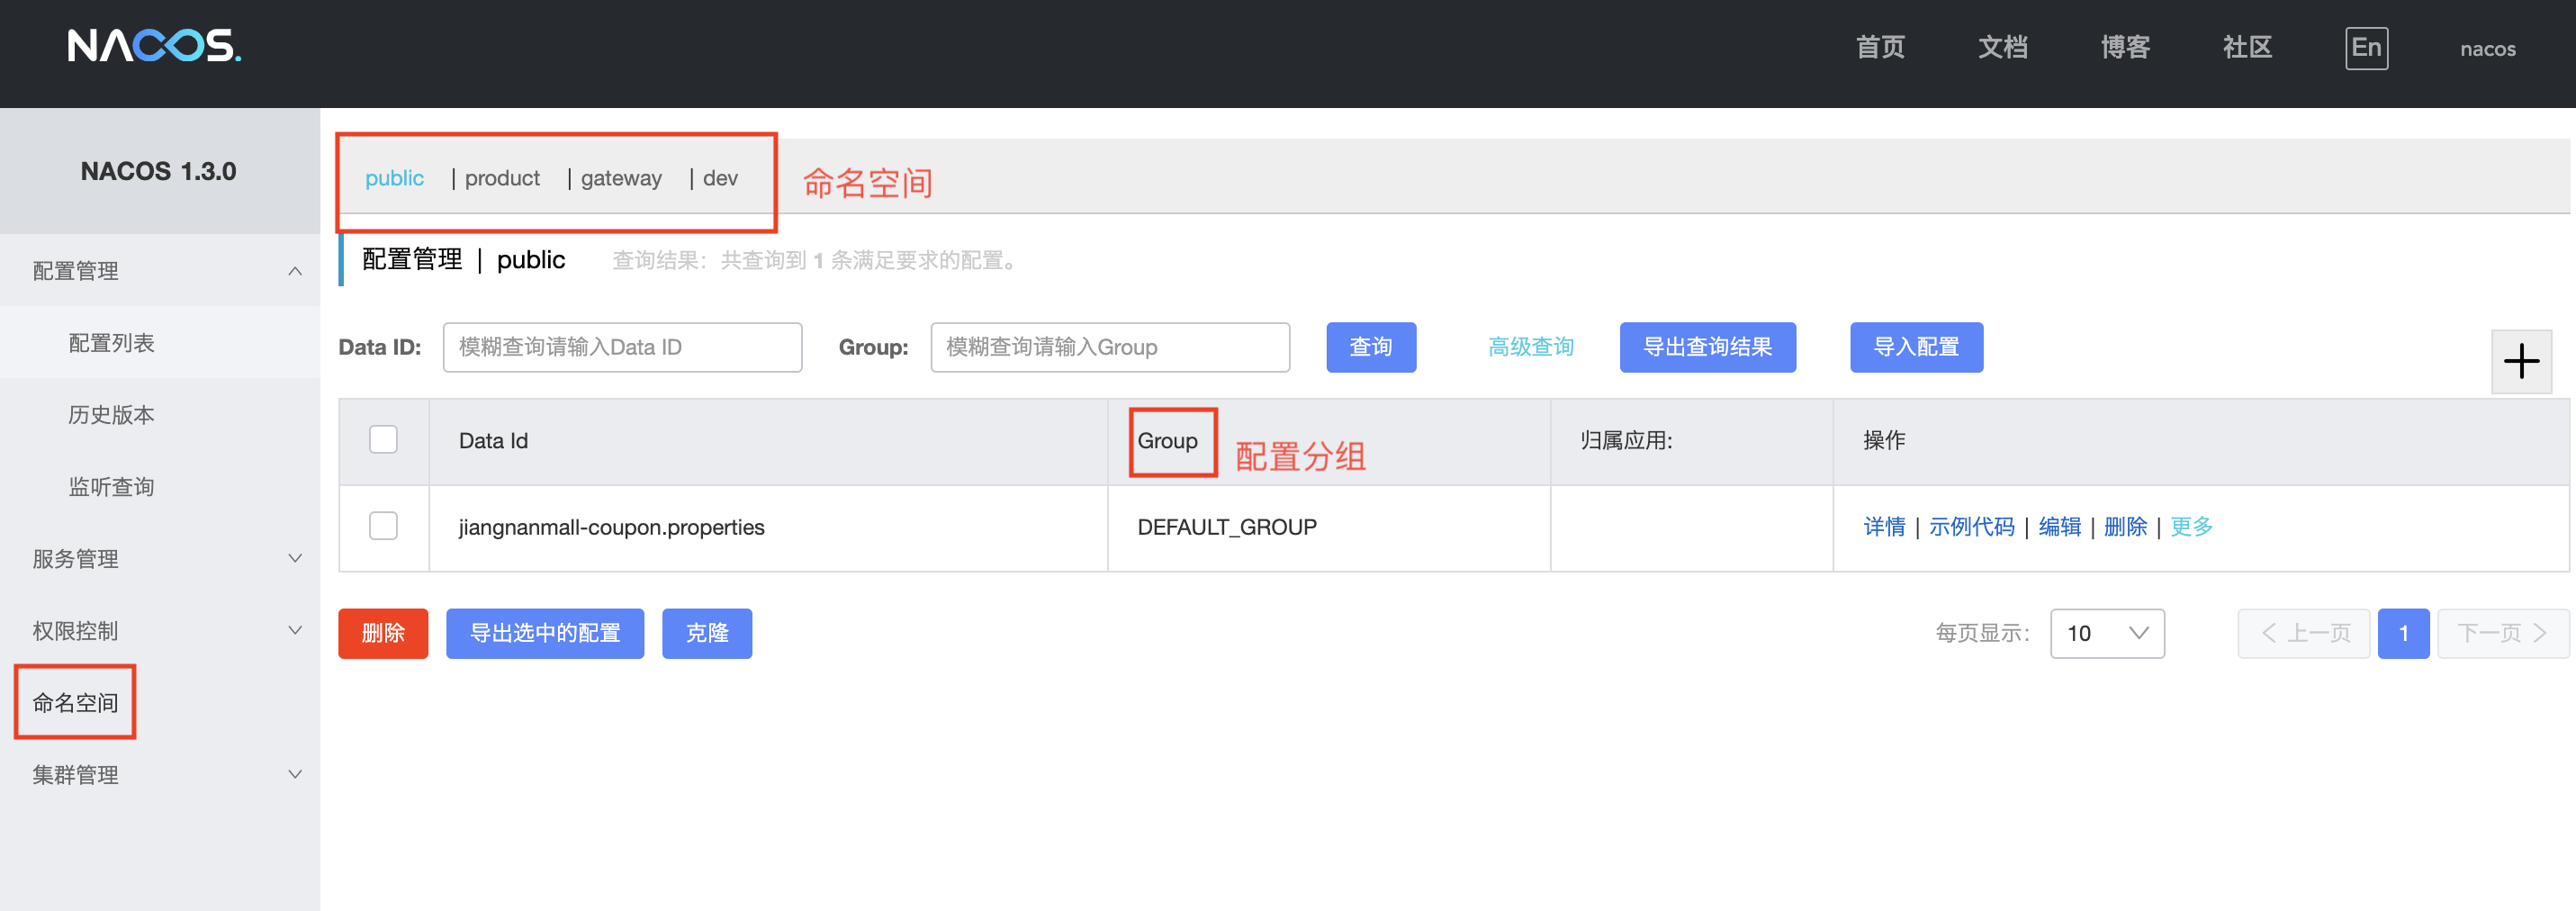 NACOS. 首页 文档 博客 社区 En nacos
NACOS 1.3.0
配置管理
配置列表
历史版本
监听查询
服务管理
权限控制
命名空间
集群管理
public | product | gateway | dev 命名空间
配置管理 | public 查询结果：共查询到 1 条满足要求的配置。
Data ID: 模糊查询请输入Data ID Group: 模糊查询请输入Group 查询 高级查询 导出查询结果 导入配置
Data Id Group 配置分组 归属应用: 操作
jiangnanmall-coupon.properties DEFAULT_GROUP 详情 | 示例代码 | 编辑 | 删除 | 更多
删除 导出选中的配置 克隆 每页显示: 10 上一页 1 下一页